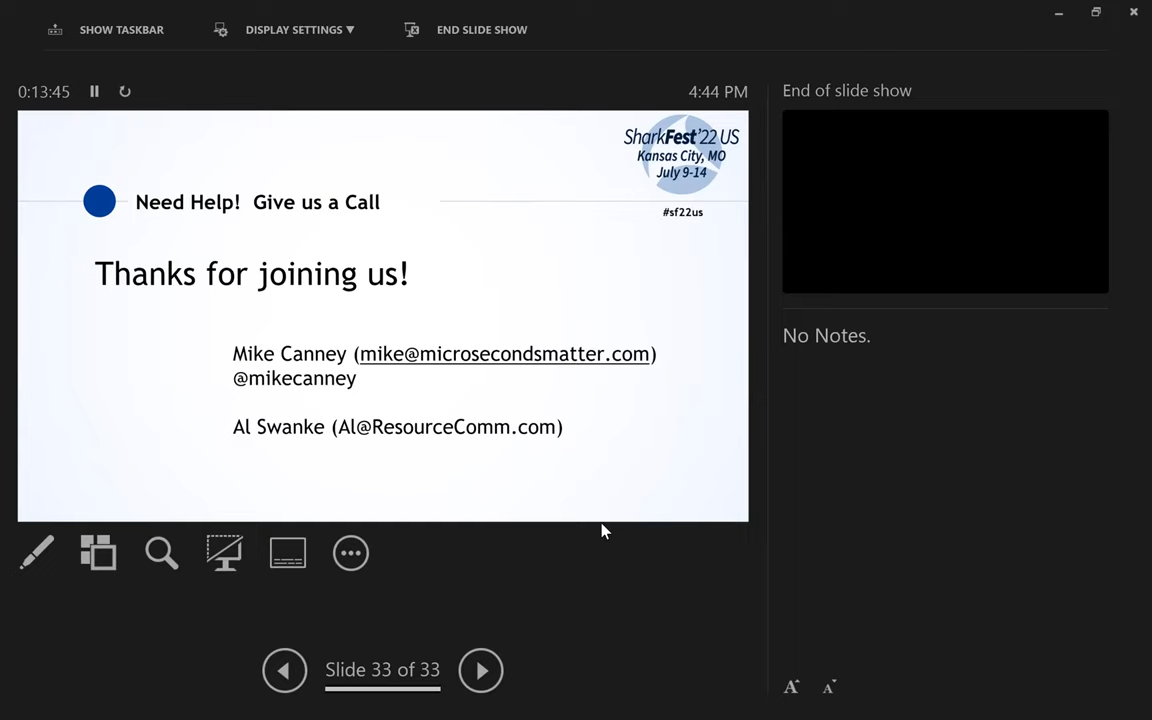 SHOW TASKBAR
DISPLAY SETTINGS ▼
END SLIDE SHOW
0:13:45
4:44 PM
SharkFest'22 US
Kansas City, MO
July 9-14
#sf22us
Need Help!  Give us a Call
Thanks for joining us!
Mike Canney (mike@microsecondsmatter.com)
@mikecanney
Al Swanke (Al@ResourceComm.com)
Slide 33 of 33
End of slide show
No Notes.
A A